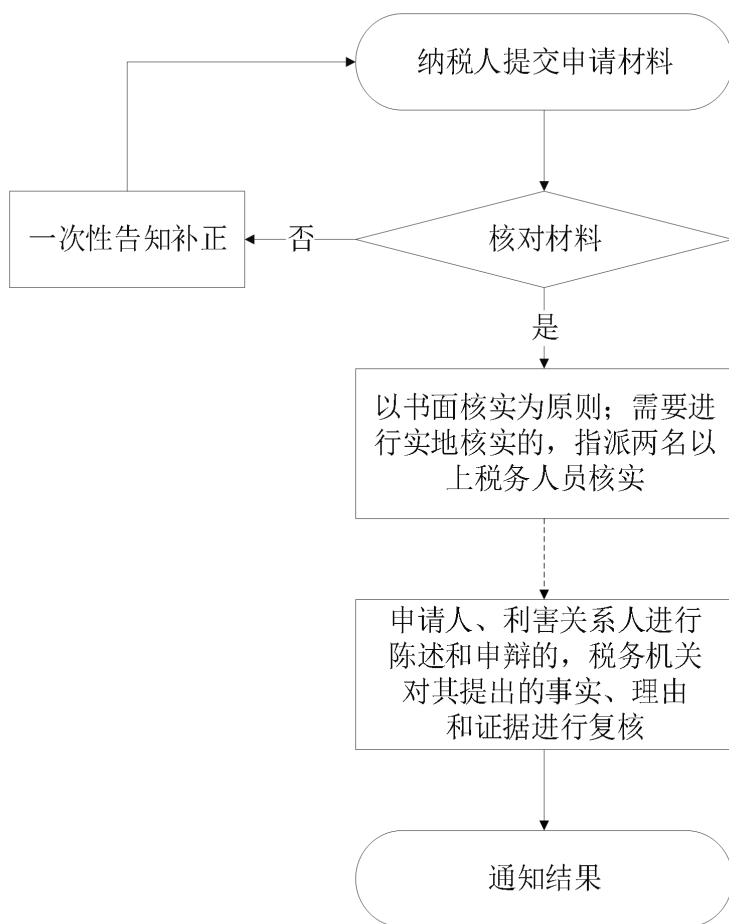 纳税人提交申请材料
一次性告知补正
否
核对材料
是
以书面核实为原则；需要进
行实地核实的，指派两名以
上税务人员核实
申请人、利害关系人进行
陈述和申辩的，税务机关
对其提出的事实、理由
和证据进行复核
通知结果